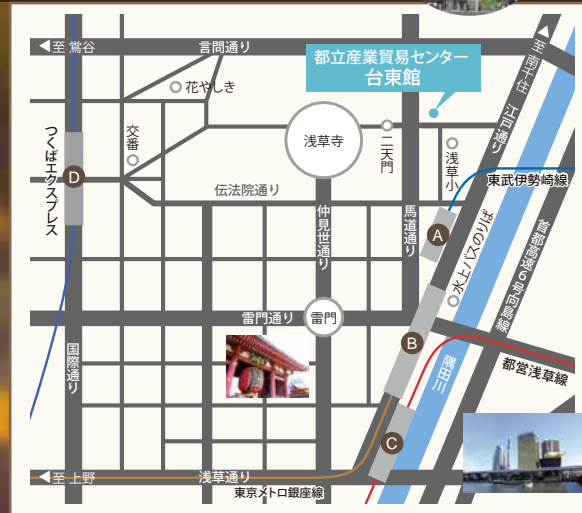 至 鶯谷
言問通り
至 南千住
都立産業貿易センター
台東館
花やしき
江戸通り
交番
浅草寺
二天門
浅草小
つくばエクスプレス
D
東武伊勢崎線
伝法院通り
仲見世通り
馬道通り
A
水上バスのりば
首都高速6号向島線
雷門通り
雷門
B
国際通り
隅田川
都営浅草線
C
至 上野
浅草通り
東京メトロ銀座線